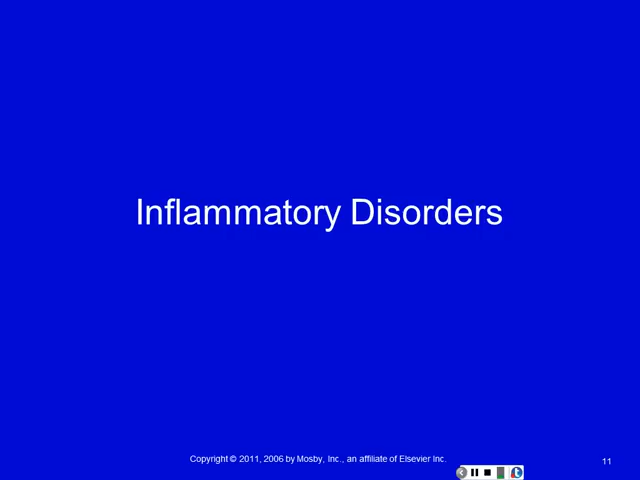 Inflammatory Disorders
Copyright © 2011, 2006 by Mosby, Inc., an affiliate of Elsevier Inc.
11